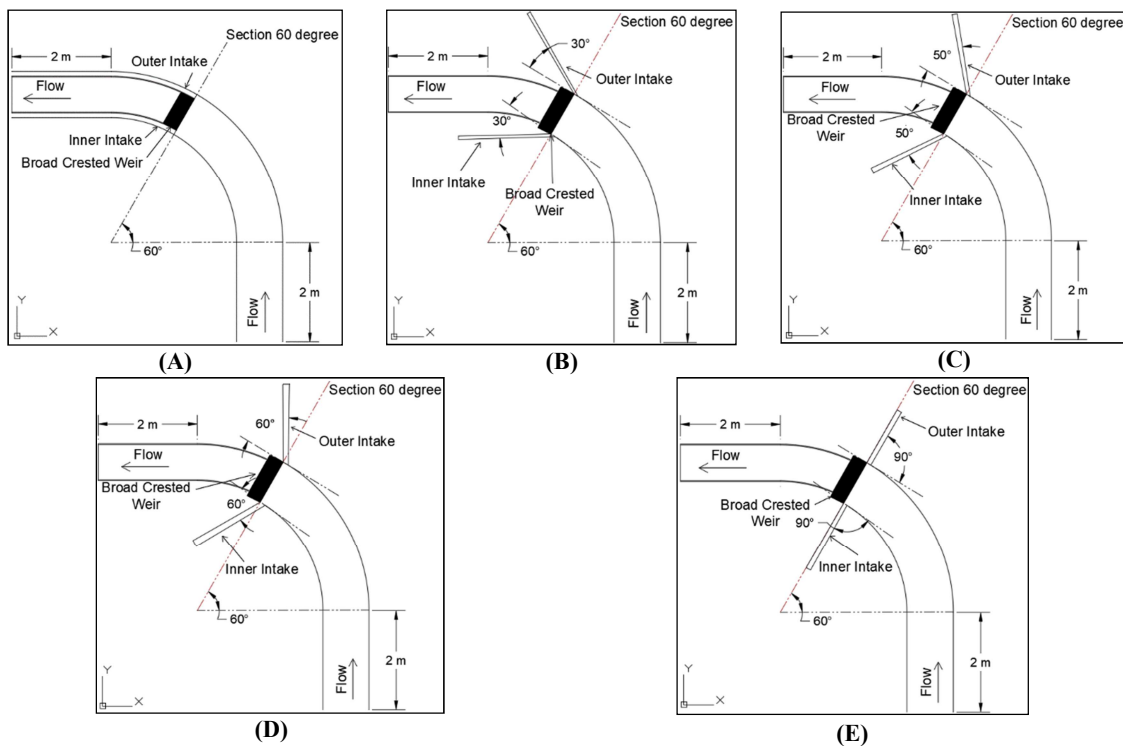 Section 60 degree
2 m
Outer Intake
Flow
Inner Intake
Broad Crested Weir
60°
2 m
Flow
Y
X
(A)
Section 60 degree
2 m
30°
Outer Intake
Flow
30°
Inner Intake
Broad Crested
Weir
60°
2 m
Flow
Y
X
(B)
Section 60 degree
2 m
50°
Outer Intake
Flow
Broad Crested
Weir
50°
Inner Intake
60°
2 m
Flow
Y
X
(C)
Section 60 degree
2 m
60°
Outer Intake
Flow
Broad Crested
Weir
60°
Inner Intake
60°
2 m
Flow
Y
X
(D)
Section 60 degree
2 m
Outer Intake
Flow
90°
Broad Crested
Weir
90°
Inner Intake
60°
2 m
Flow
Y
X
(E)